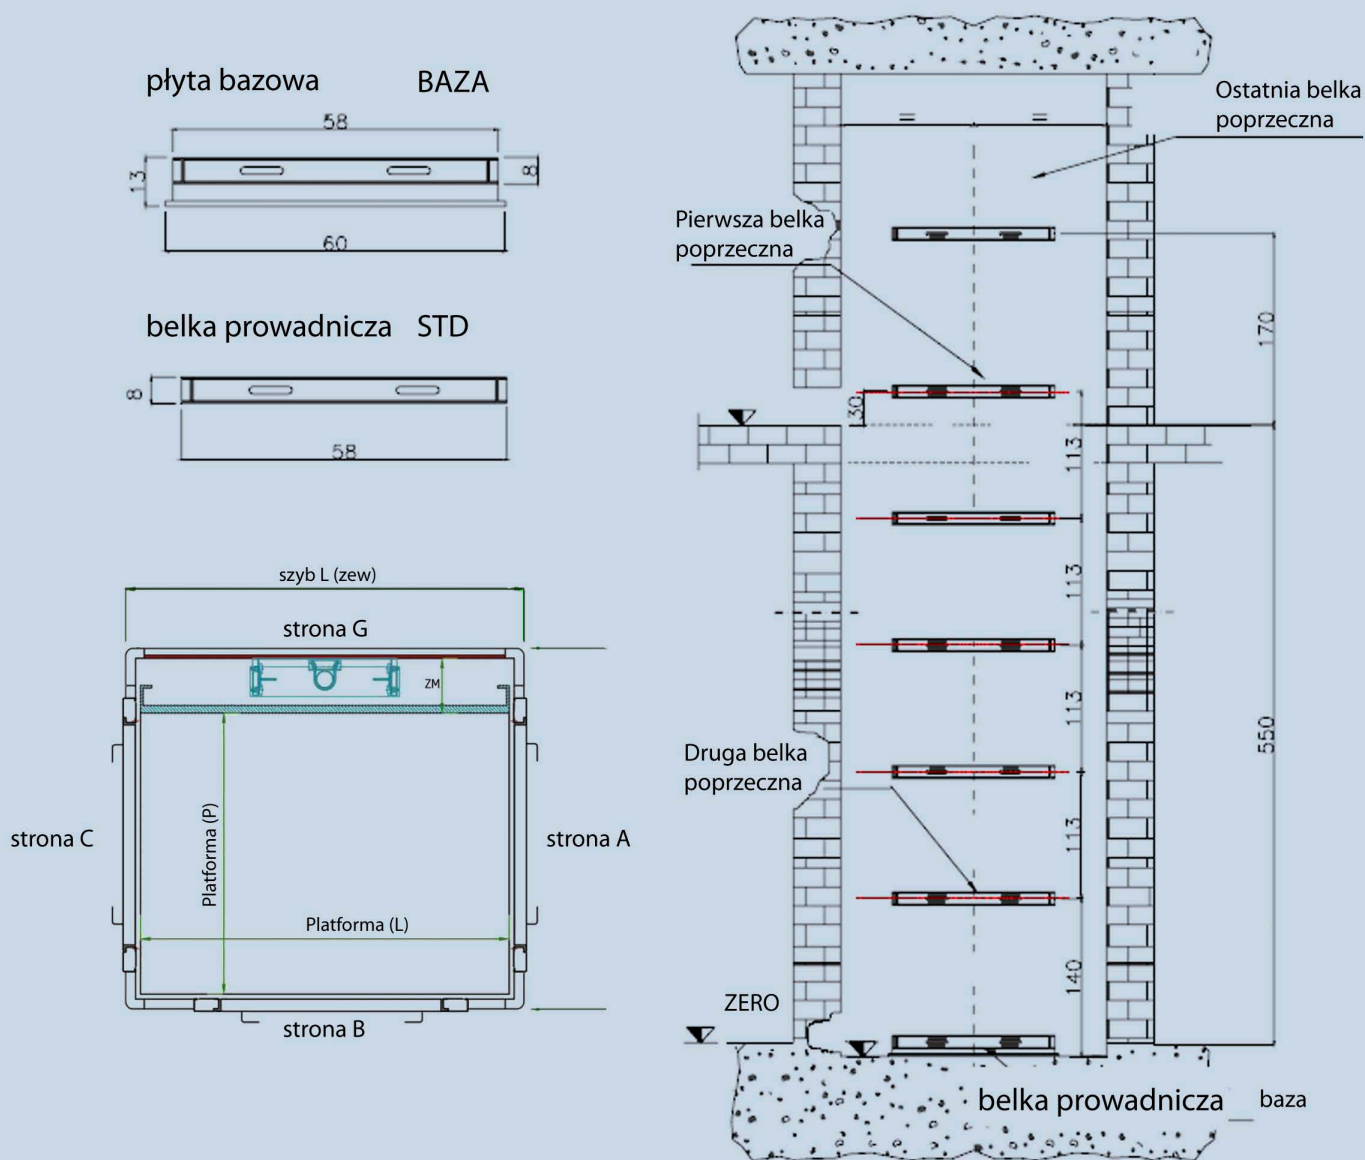 płyta bazowa BAZA
58
13
8
60
belka prowadnicza STD
8
58
szyb L (zew)
strona G
ZM
Platforma (P)
strona C
strona A
Platforma (L)
strona B
Ostatnia belka
poprzeczna
Pierwsza belka
poprzeczna
170
30
113
113
113
550
Druga belka
poprzeczna
113
140
ZERO
belka prowadnicza__ baza